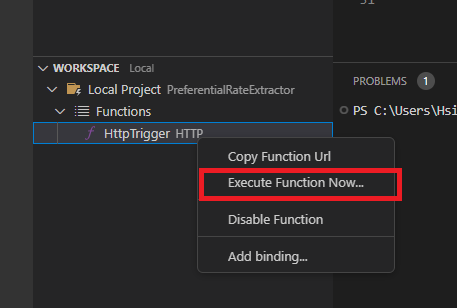 WORKSPACE Local
Local Project PreferentialRateExtractor
Functions
HttpTrigger HTTP
Copy Function Url
Execute Function Now...
Disable Function
Add binding...
PROBLEMS 1
PS C:\Users\Hsi